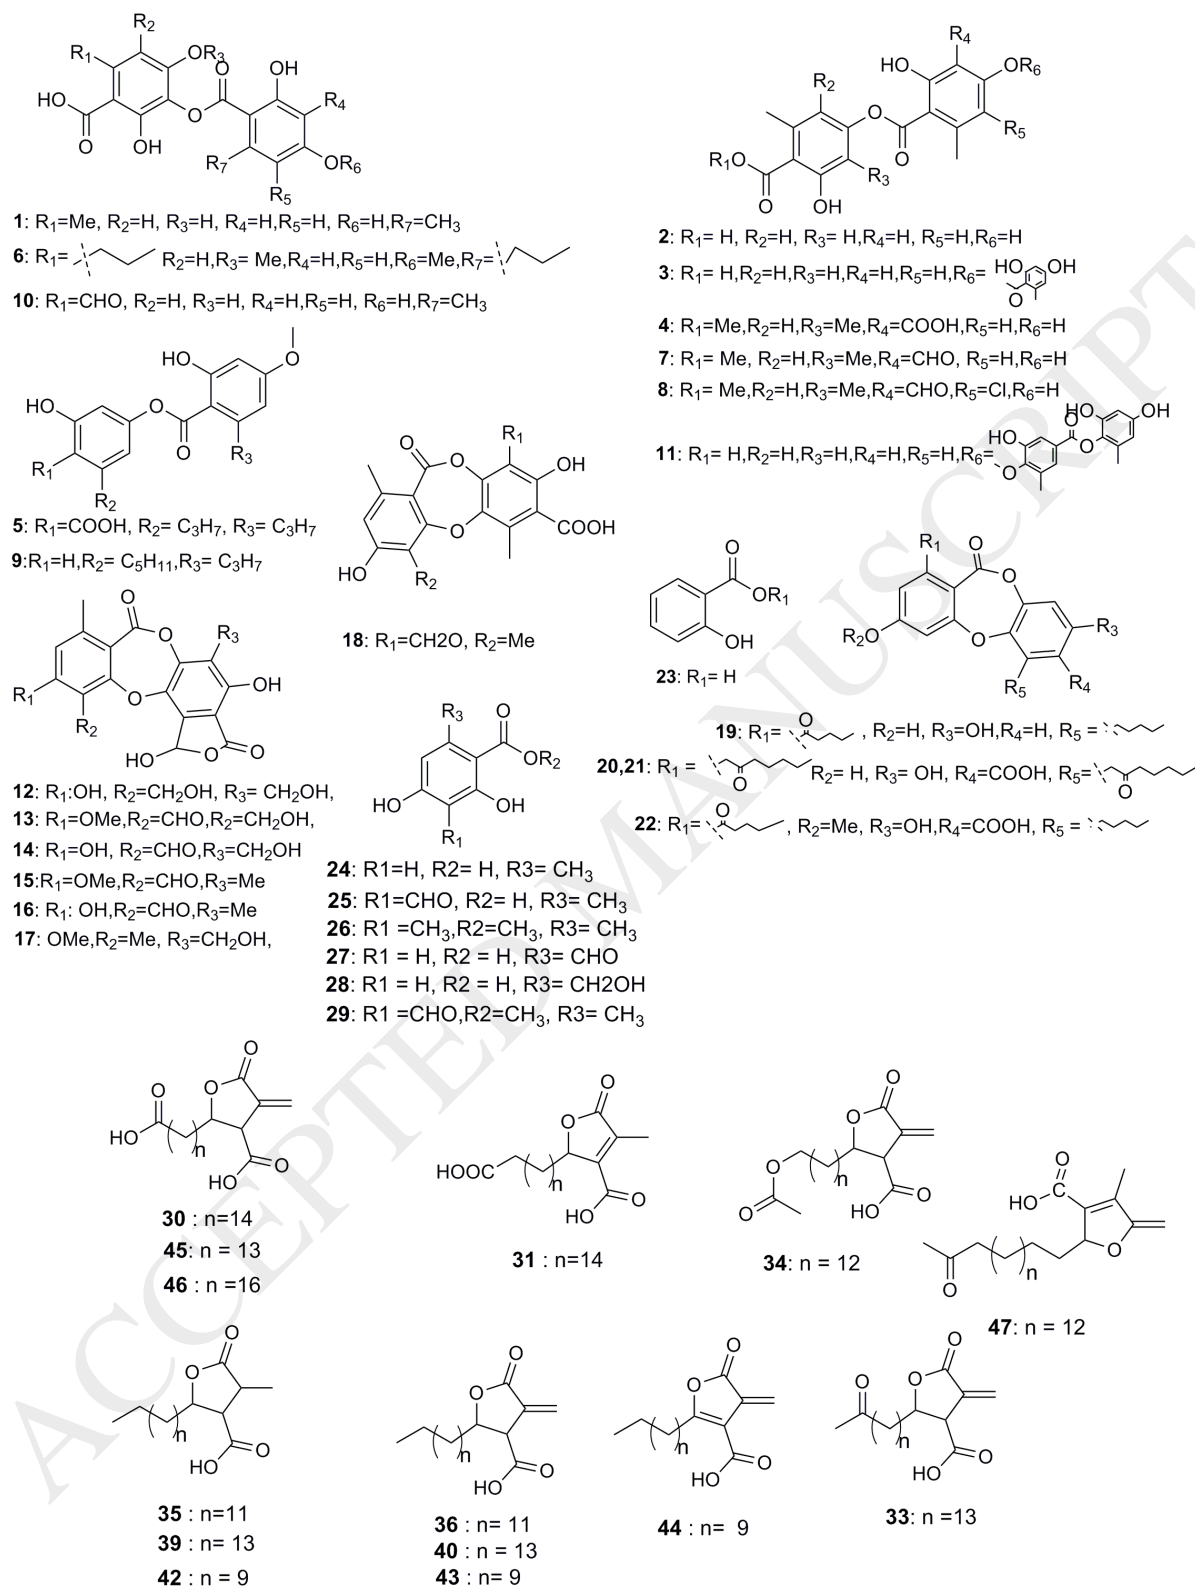 1: R1=Me, R2=H, R3=H, R4=H,R5=H, R6=H,R7=CH3
6: R1= R2=H,R3= Me,R4=H,R5=H,R6=Me,R7=
10: R1=CHO, R2=H, R3=H, R4=H,R5=H, R6=H,R7=CH3
2: R1= H, R2=H, R3= H,R4=H, R5=H,R6=H
3: R1= H,R2=H,R3=H,R4=H,R5=H,R6=
4: R1=Me,R2=H,R3=Me,R4=COOH,R5=H,R6=H
7: R1= Me, R2=H,R3=Me,R4=CHO, R5=H,R6=H
8: R1= Me,R2=H,R3=Me,R4=CHO,R5=Cl,R6=H
11: R1= H,R2=H,R3=H,R4=H,R5=H,R6=
5: R1=COOH, R2= C3H7, R3= C3H7
9:R1=H,R2= C5H11,R3= C3H7
18: R1=CH2O, R2=Me
23: R1= H
19: R1= , R2=H, R3=OH,R4=H, R5 =
20,21: R1 = R2= H, R3= OH, R4=COOH, R5=
22: R1= , R2=Me, R3=OH,R4=COOH, R5 =
12: R1:OH, R2=CH2OH, R3= CH2OH,
13: R1=OMe,R2=CHO,R2=CH2OH,
14: R1=OH, R2=CHO,R3=CH2OH
15:R1=OMe,R2=CHO,R3=Me
16: R1: OH,R2=CHO,R3=Me
17: OMe,R2=Me, R3=CH2OH,
24: R1=H, R2= H, R3= CH3
25: R1=CHO, R2= H, R3= CH3
26: R1 =CH3,R2=CH3, R3= CH3
27: R1 = H, R2 = H, R3= CHO
28: R1 = H, R2 = H, R3= CH2OH
29: R1 =CHO,R2=CH3, R3= CH3
30 : n=14
45: n = 13
46 : n =16
31 : n=14
34: n = 12
47: n = 12
35 : n=11
39 : n= 13
42 : n = 9
36 : n= 11
40 : n = 13
43 : n= 9
44 : n= 9
33: n =13
ACCEPTED MANUSCRIPT